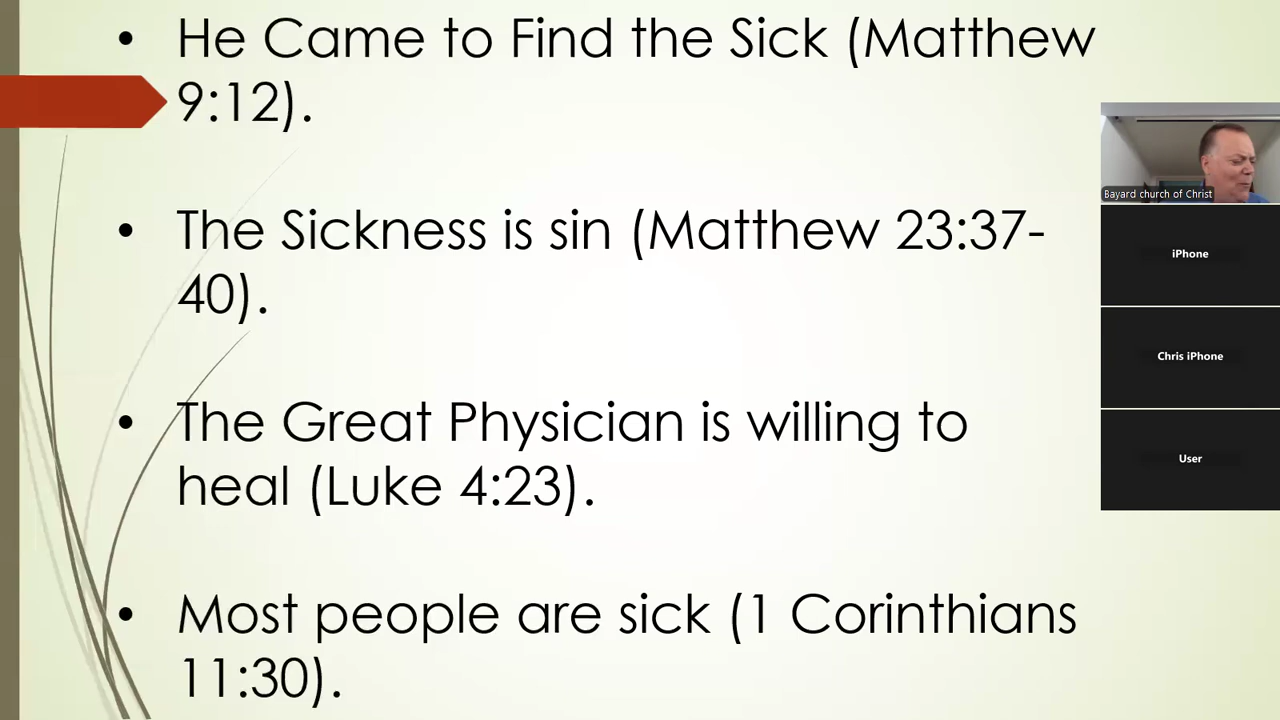 • He Came to Find the Sick (Matthew
9:12).
• The Sickness is sin (Matthew 23:37-
40).
• The Great Physician is willing to
heal (Luke 4:23).
• Most people are sick (1 Corinthians
11:30).
Bayard church of Christ
iPhone
Chris iPhone
User